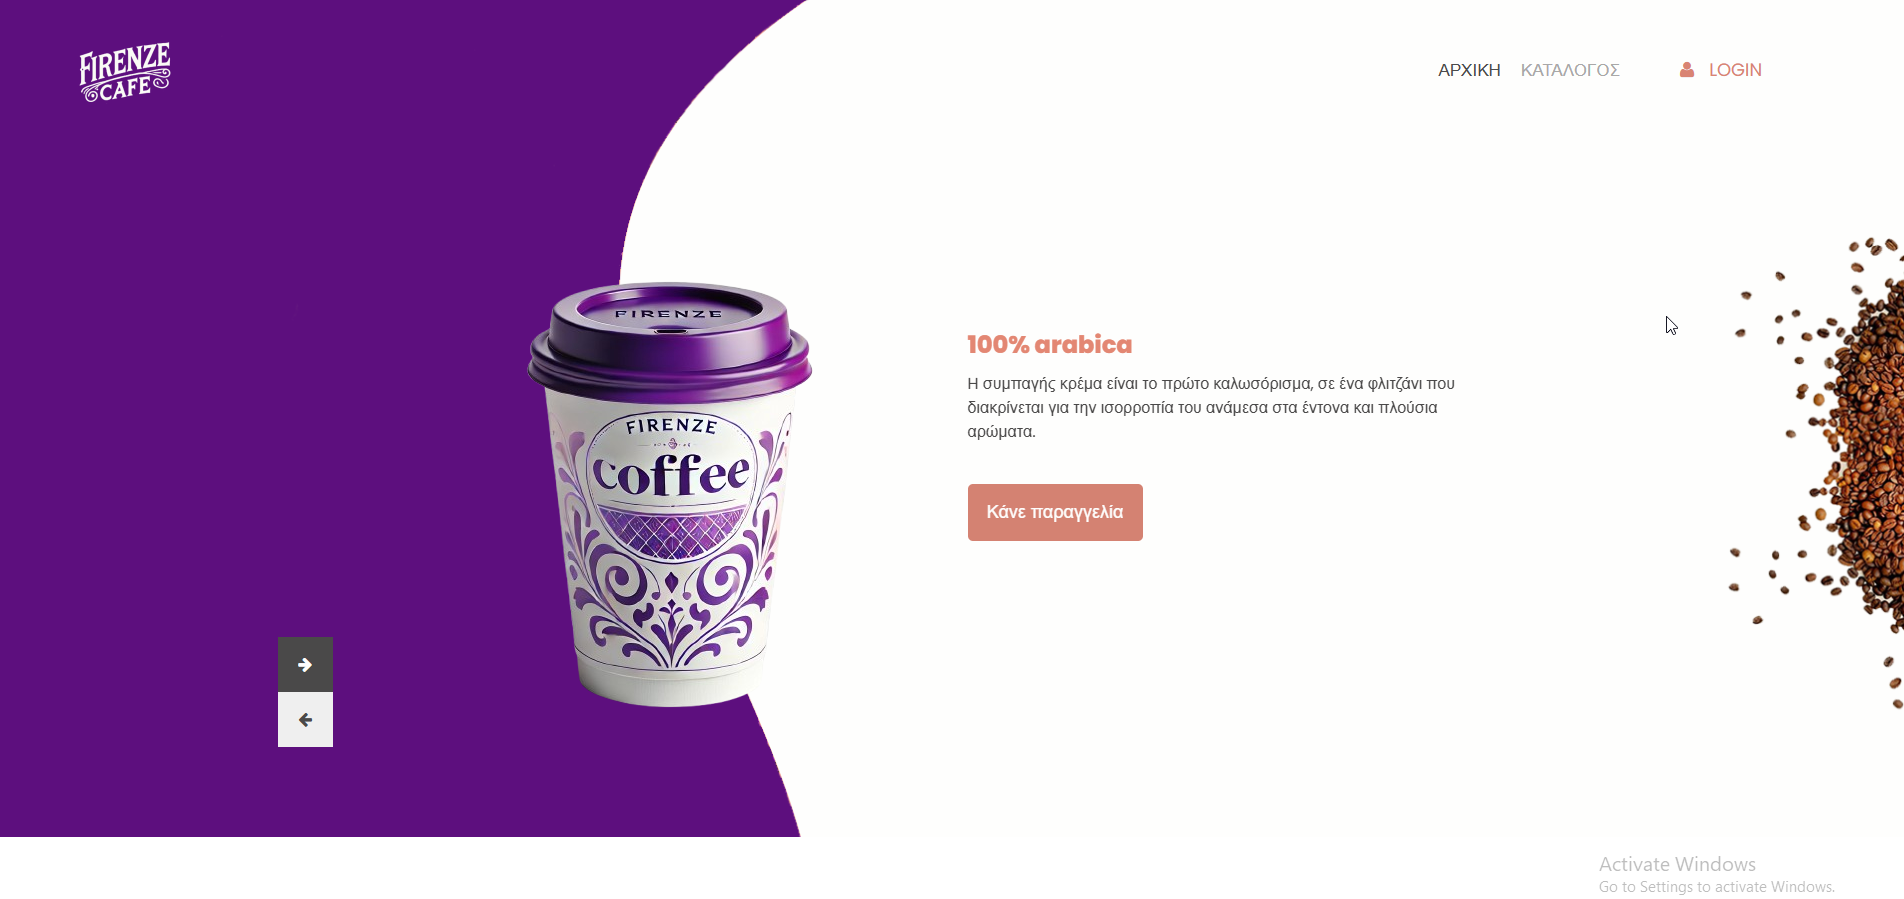 FIRENZE
CAFE
ΑΡΧΙΚΗ
ΚΑΤΑΛΟΓΟΣ
LOGIN
FIRENZE
FIRENZE
coffee
100% arabica
Η συμπαγής κρέμα είναι το πρώτο καλωσόρισμα, σε ένα φλιτζάνι που
διακρίνεται για την ισορροπία του ανάμεσα στα έντονα και πλούσια
αρώματα.
Κάνε παραγγελία
Activate Windows
Go to Settings to activate Windows.